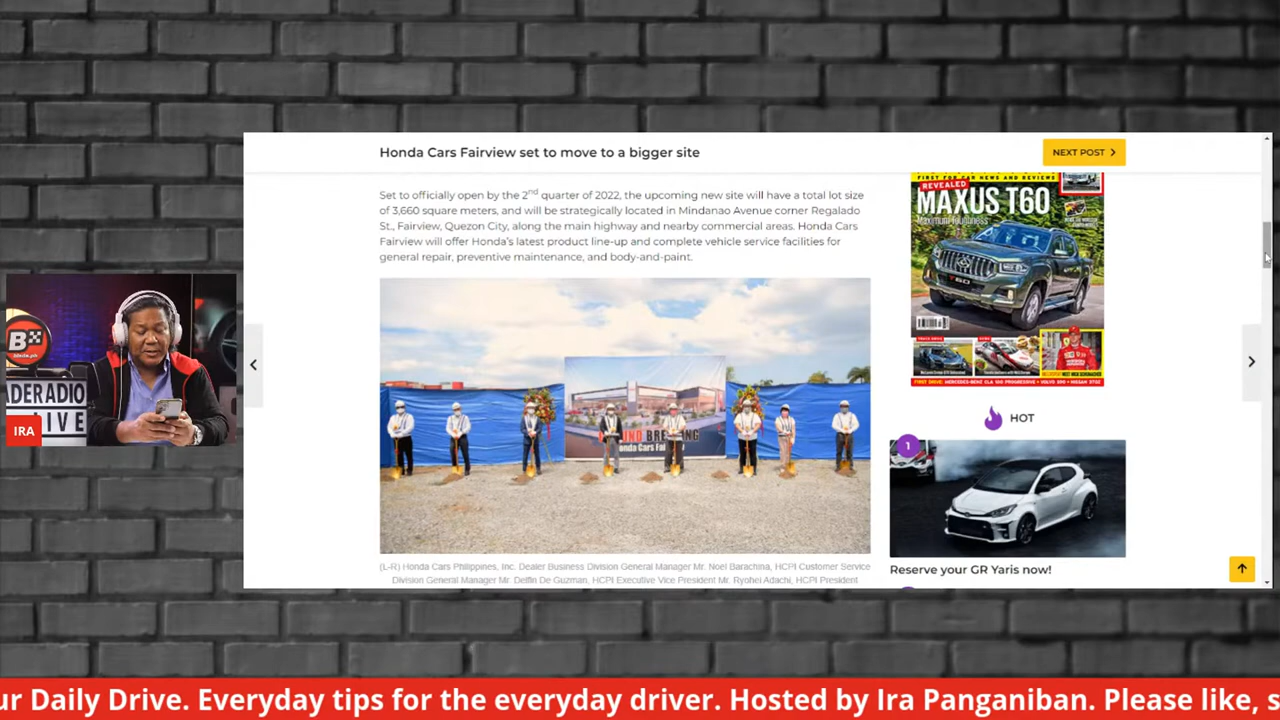 Honda Cars Fairview set to move to a bigger site
NEXT POST
Set to officially open by the 2nd quarter of 2022, the upcoming new site will have a total lot size
of 3,660 square meters, and will be strategically located in Mindanao Avenue corner Regalado
St., Fairview, Quezon City, along the main highway and nearby commercial areas. Honda Cars
Fairview will offer Honda's latest product line-up and complete vehicle service facilities for
general repair, preventive maintenance, and body-and-paint.
(L-R) Honda Cars Philippines, Inc. Dealer Business Division General Manager Mr. Noel Barachina, HCPI Customer Service
Division General Manager Mr. Delfin De Guzman, HCPI Executive Vice President Mr. Ryohei Adachi, HCPI President
REVEALED
MAXUS T60
T60
HOT
1
Reserve your GR Yaris now!
B
ADERADIO
IVE
IRA
ur Daily Drive. Everyday tips for the everyday driver. Hosted by Ira Panganiban. Please like, s